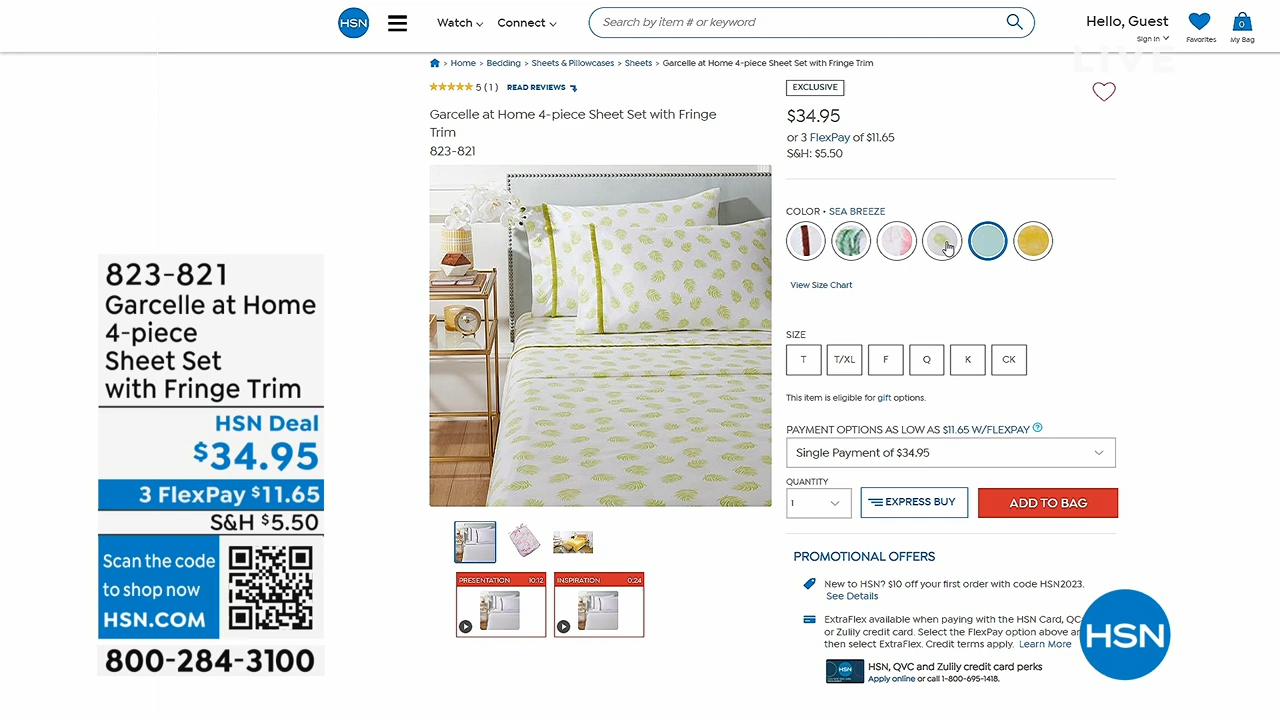 HSN
Watch
Connect
Search by item # or keyword
Hello, Guest
Sign In
Favorites
0
My Bag
LIVE
> Home > Bedding > Sheets & Pillowcases > Sheets > Garcelle at Home 4-piece Sheet Set with Fringe Trim
5 (1) READ REVIEWS
Garcelle at Home 4-piece Sheet Set with Fringe
Trim
823-821
EXCLUSIVE
$34.95
or 3 FlexPay of $11.65
S&H: $5.50
COLOR • SEA BREEZE
View Size Chart
SIZE
T
T/XL
F
Q
K
CK
This item is eligible for gift options.
PAYMENT OPTIONS AS LOW AS $11.65 W/FLEXPAY ?
Single Payment of $34.95
QUANTITY
1
EXPRESS BUY
ADD TO BAG
PROMOTIONAL OFFERS
New to HSN? $10 off your first order with code HSN2023.
See Details
ExtraFlex available when paying with the HSN Card, QC
or Zulily credit card. Select the FlexPay option above an
then select ExtraFlex. Credit terms apply. Learn More
HSN, QVC and Zulily credit card perks
Apply online or call 1-800-695-1418.
PRESENTATION 10:12
INSPIRATION 0:24
823-821
Garcelle at Home
4-piece
Sheet Set
with Fringe Trim
HSN Deal
$34.95
3 FlexPay $11.65
S&H $5.50
Scan the code
to shop now
HSN.COM
800-284-3100
HSN